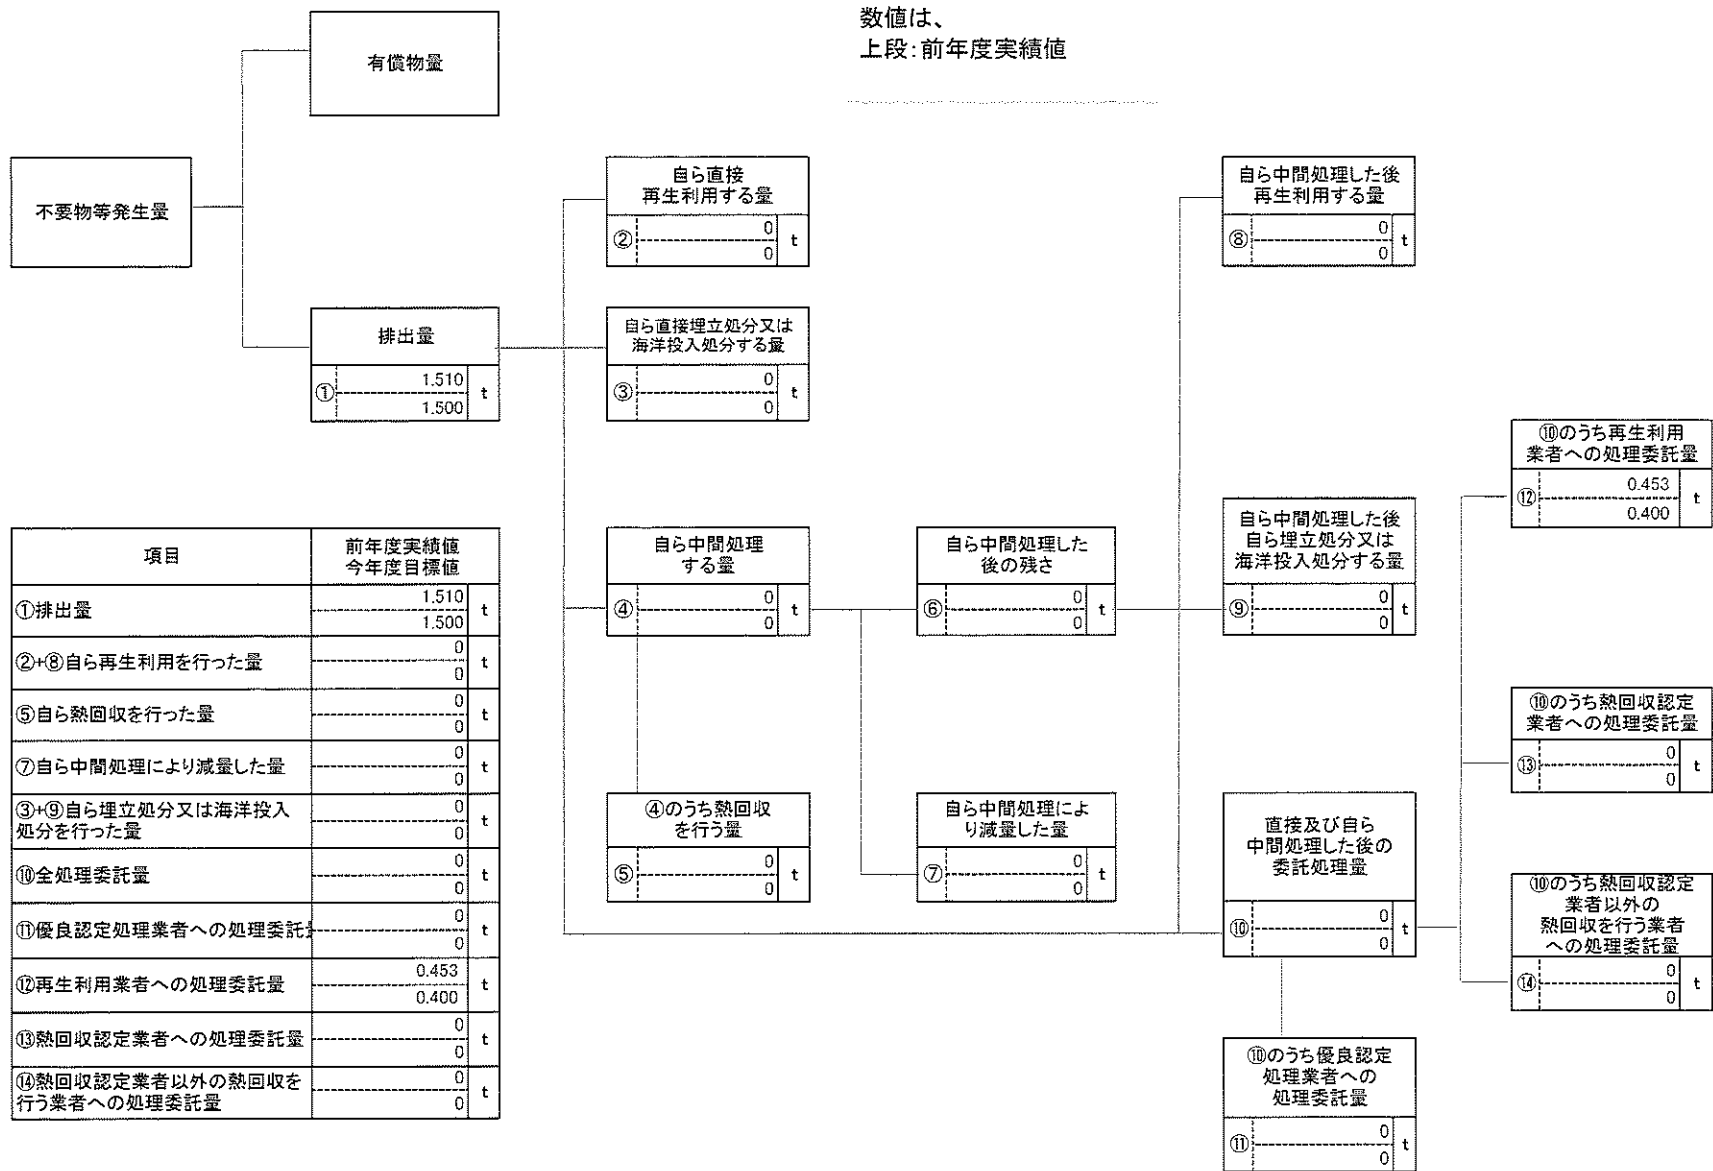 数値は、
上段:前年度実績値
有償物量
不要物等発生量
排出量
① 1.510 t
1.500
自ら直接
再生利用する量
② 0 t
0
自ら直接埋立処分又は
海洋投入処分する量
③ 0 t
0
自ら中間処理
する量
④ 0 t
0
④のうち熱回収
を行う量
⑤ 0 t
0
自ら中間処理した
後の残さ
⑥ 0 t
0
自ら中間処理によ
り減量した量
⑦ 0 t
0
自ら中間処理した後
再生利用する量
⑧ 0 t
0
自ら中間処理した後
自ら埋立処分又は
海洋投入処分する量
⑨ 0 t
0
直接及び自ら
中間処理した後の
委託処理量
⑩ 0 t
0
⑩のうち優良認定
処理業者への
処理委託量
⑪ 0 t
0
⑩のうち再生利用
業者への処理委託量
⑫ 0.453 t
0.400
⑩のうち熱回収認定
業者への処理委託量
⑬ 0 t
0
⑩のうち熱回収認定
業者以外の
熱回収を行う業者
への処理委託量
⑭ 0 t
0
項目 前年度実績値
今年度目標値
①排出量 1.510 t
1.500
②+⑧自ら再生利用を行った量 0 t
0
⑤自ら熱回収を行った量 0 t
0
⑦自ら中間処理により減量した量 0 t
0
③+⑨自ら埋立処分又は海洋投入
処分を行った量 0 t
0
⑩全処理委託量 0 t
0
⑪優良認定処理業者への処理委託 0 t
0
⑫再生利用業者への処理委託量 0.453 t
0.400
⑬熱回収認定業者への処理委託量 0 t
0
⑭熱回収認定業者以外の熱回収を
行う業者への処理委託量 0 t
0